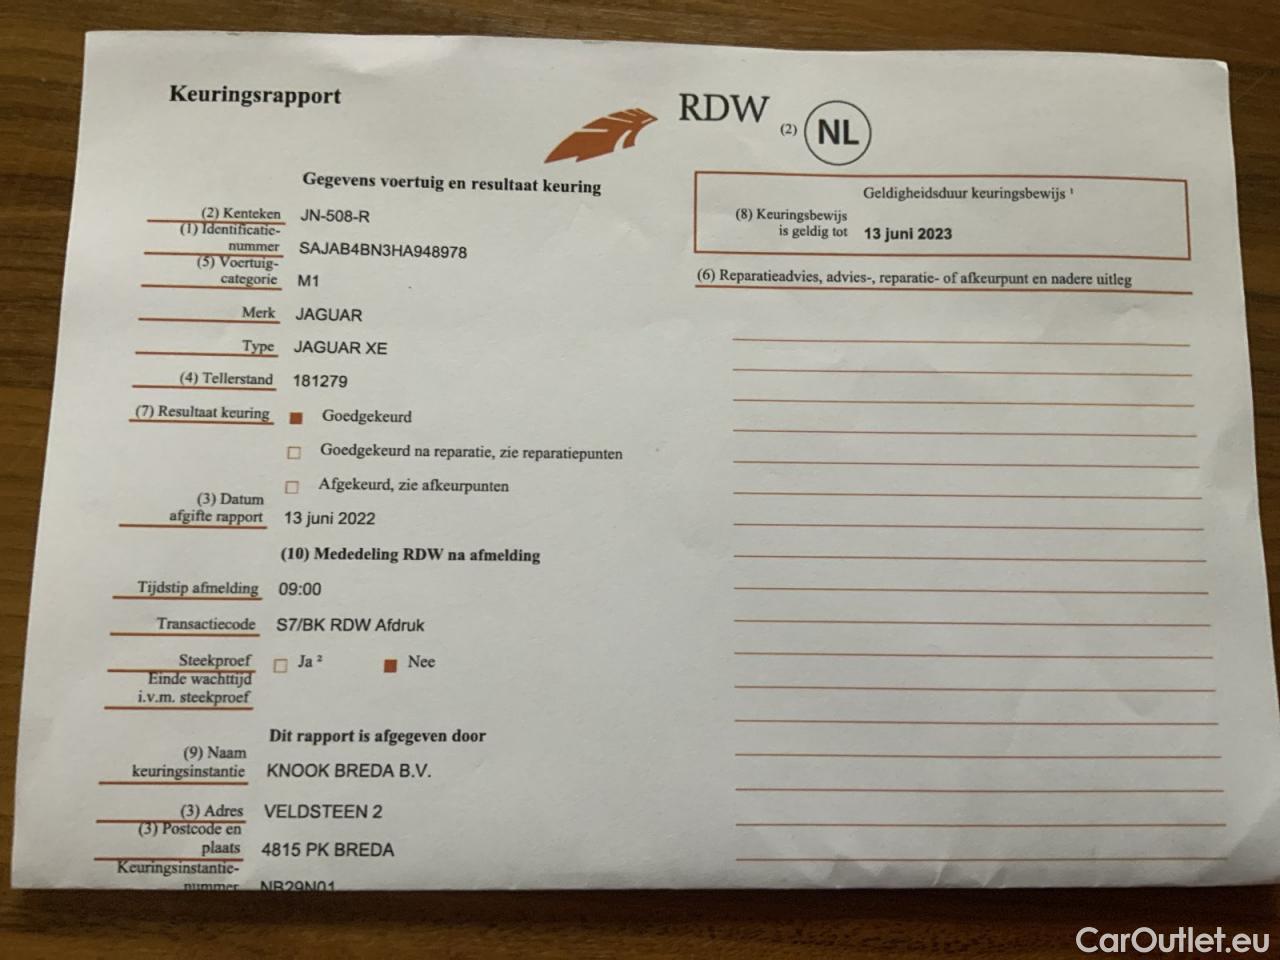 Keuringsrapport
RDW (2) NL
Gegevens voertuig en resultaat keuring
(2) Kenteken JN-508-R
(1) Identificatie-
nummer SAJAB4BN3HA948978
(5) Voertuig-
categorie M1
Merk JAGUAR
Type JAGUAR XE
(4) Tellerstand 181279
(7) Resultaat keuring Goedgekeurd
Goedgekeurd na reparatie, zie reparatiepunten
Afgekeurd, zie afkeurpunten
(3) Datum
afgifte rapport 13 juni 2022
(10) Mededeling RDW na afmelding
Tijdstip afmelding 09:00
Transactiecode S7/BK RDW Afdruk
Steekproef Ja ² Nee
Einde wachttijd
i.v.m. steekproef
Dit rapport is afgegeven door
(9) Naam
keuringsinstantie KNOOK BREDA B.V.
(3) Adres VELDSTEEN 2
(3) Postcode en
plaats 4815 PK BREDA
Keuringsinstantie-
nummer NB29N01
Geldigheidsduur keuringsbewijs ¹
(8) Keuringsbewijs
is geldig tot 13 juni 2023
(6) Reparatieadvies, advies-, reparatie- of afkeurpunt en nadere uitleg
CarOutlet.eu